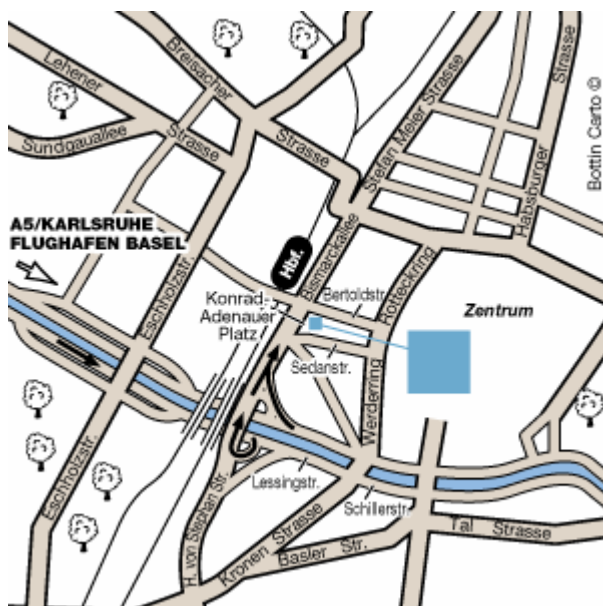 Breisacher
Strasse
Lehener
Strasse
Sundgauallee
Stefan Meier Strasse
Habsburger
Strasse
Bottin Carto ©
A5/KARLSRUHE
FLUGHAFEN BASEL
Hbf.
Bismarckallee
Rotteckring
Bertoldstr.
Konrad-
Adenauer
Platz
Zentrum
Eschholzstr.
Sedanstr.
Werderring
Eschholzstr.
Lessingstr.
Schillerstr.
H. von Stephan Str.
Kronen Strasse
Basler Str.
Tal Strasse